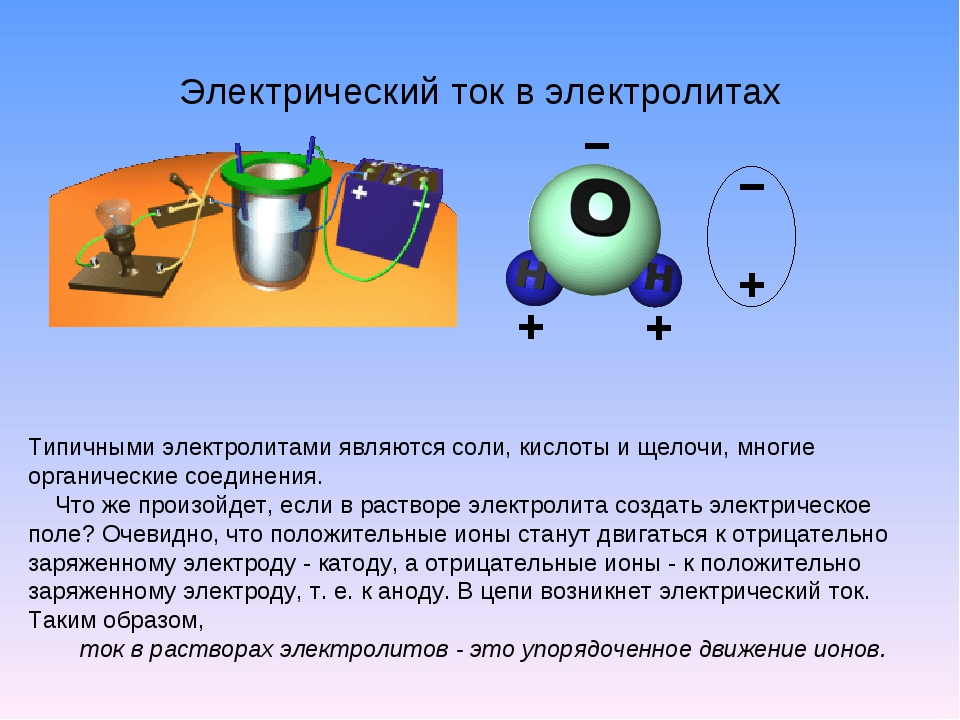 Электрический ток в электролитах
–
–
+ –
O
H H
+
+ +
Типичными электролитами являются соли, кислоты и щелочи, многие
органические соединения.
Что же произойдет, если в растворе электролита создать электрическое
поле? Очевидно, что положительные ионы станут двигаться к отрицательно
заряженному электроду - катоду, а отрицательные ионы - к положительно
заряженному электроду, т. е. к аноду. В цепи возникнет электрический ток.
Таким образом,
ток в растворах электролитов - это упорядоченное движение ионов.